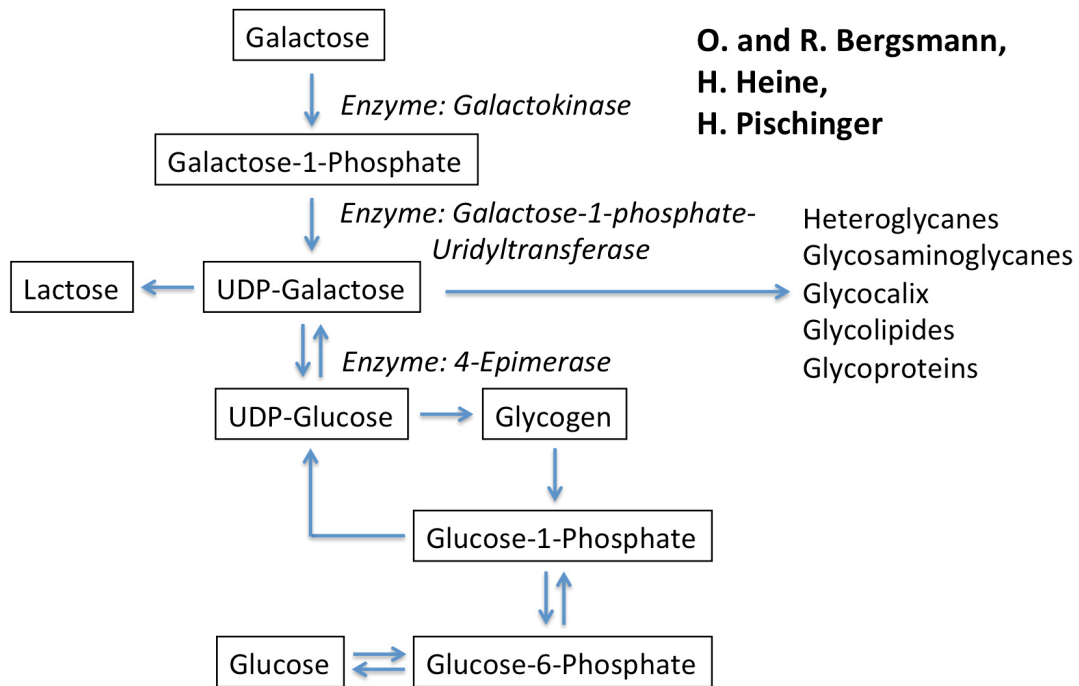 Galactose
O. and R. Bergsmann,
H. Heine,
H. Pischinger
Enzyme: Galactokinase
Galactose-1-Phosphate
Enzyme: Galactose-1-phosphate-
Uridyltransferase
Heteroglycanes
Glycosaminoglycanes
Glycocalix
Glycolipides
Glycoproteins
Lactose
UDP-Galactose
Enzyme: 4-Epimerase
UDP-Glucose
Glycogen
Glucose-1-Phosphate
Glucose
Glucose-6-Phosphate